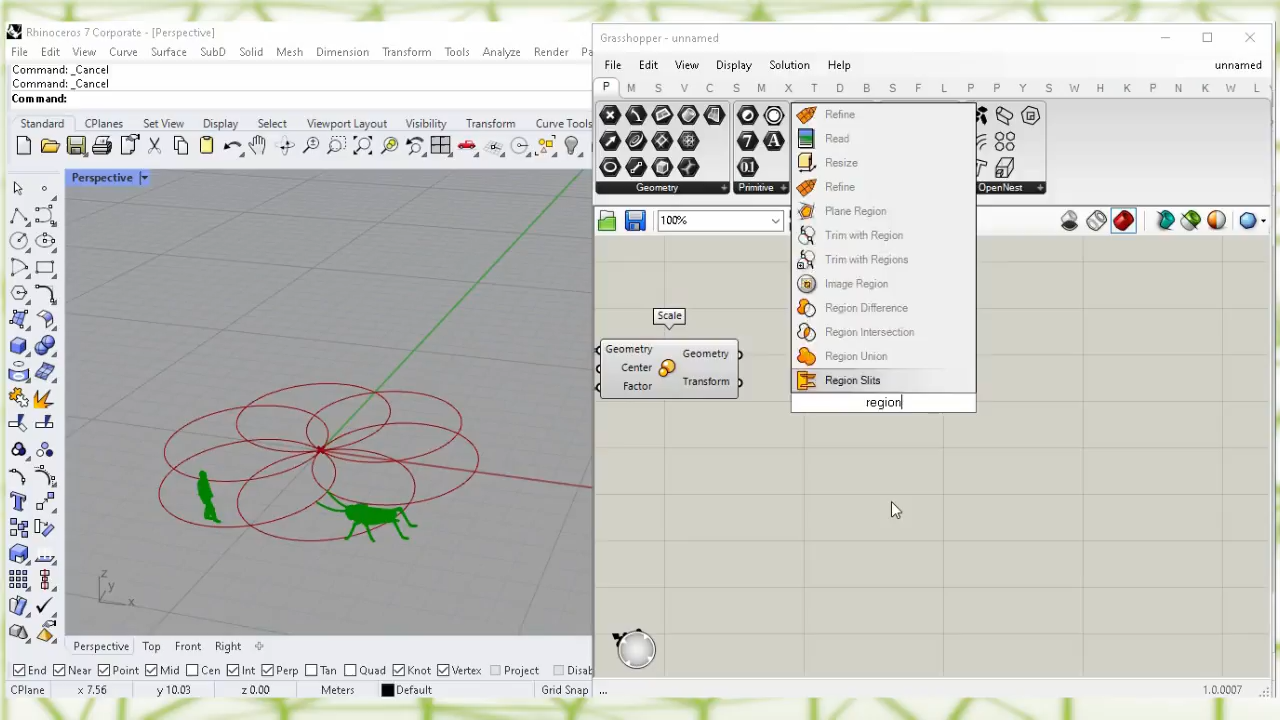 Rhinoceros 7 Corporate - [Perspective]
File Edit View Curve Surface SubD Solid Mesh Dimension Transform Tools Analyze Render Pa
Command: _Cancel
Command: _Cancel
Command:
Standard CPlanes Set View Display Select Viewport Layout Visibility Transform Curve Tools
Perspective
z
y
x
Perspective Top Front Right
End Near Point Mid Cen Int Perp Tan Quad Knot Vertex Project Disab
CPlane x 7.56 y 10.03 z 0.00 Meters Default Grid Snap
Grasshopper - unnamed
File Edit View Display Solution Help unnamed
P M S V C S M X T D B S F L P P Y S N K W L
Geometry Primitive OpenNest
100%
Refine
Read
Resize
Refine
Plane Region
Trim with Region
Trim with Regions
Image Region
Region Difference
Region Intersection
Region Union
Region Slits
region
Scale
Geometry Geometry
Center
Factor Transform
... 1.0.0007